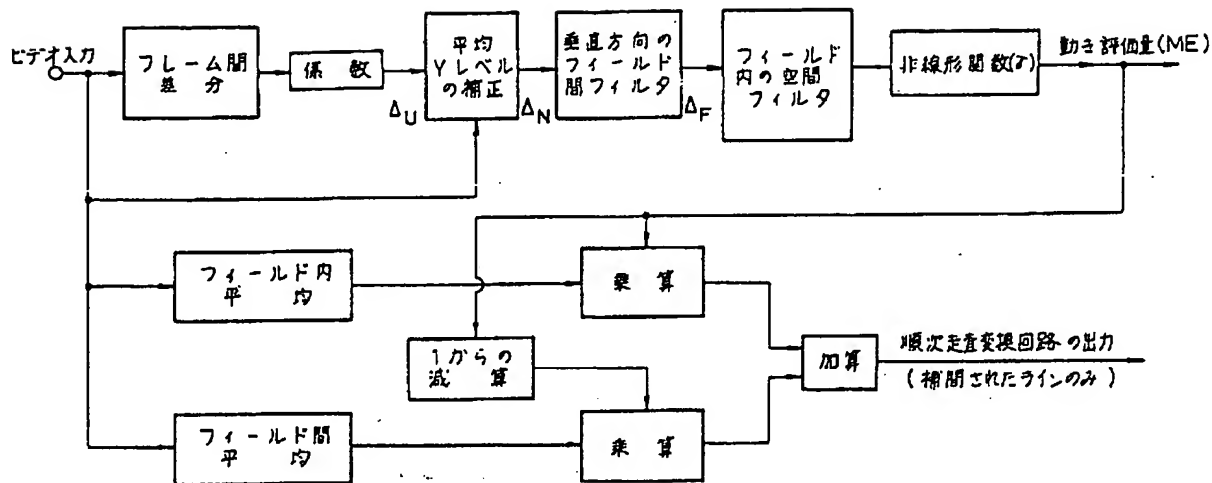 ビデオ入力
フレーム間
差分
係数
平均
Yレベル
の補正
垂直方向の
フィールド
間フィルタ
フィールド
内の空間
フィルタ
非線形関数(γ)
動き評価量(ME)
ΔU
ΔN
ΔF
フィールド内
平均
乗算
1からの
減算
加算
順次走査変換回路の出力
(補間されたラインのみ)
フィールド間
平均
乗算